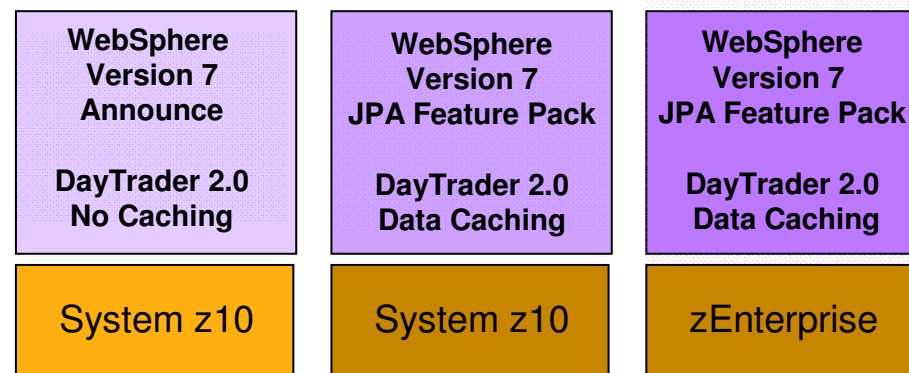 WebSphere
Version 7
Announce
DayTrader 2.0
No Caching
System z10
WebSphere
Version 7
JPA Feature Pack
DayTrader 2.0
Data Caching
System z10
WebSphere
Version 7
JPA Feature Pack
DayTrader 2.0
Data Caching
zEnterprise